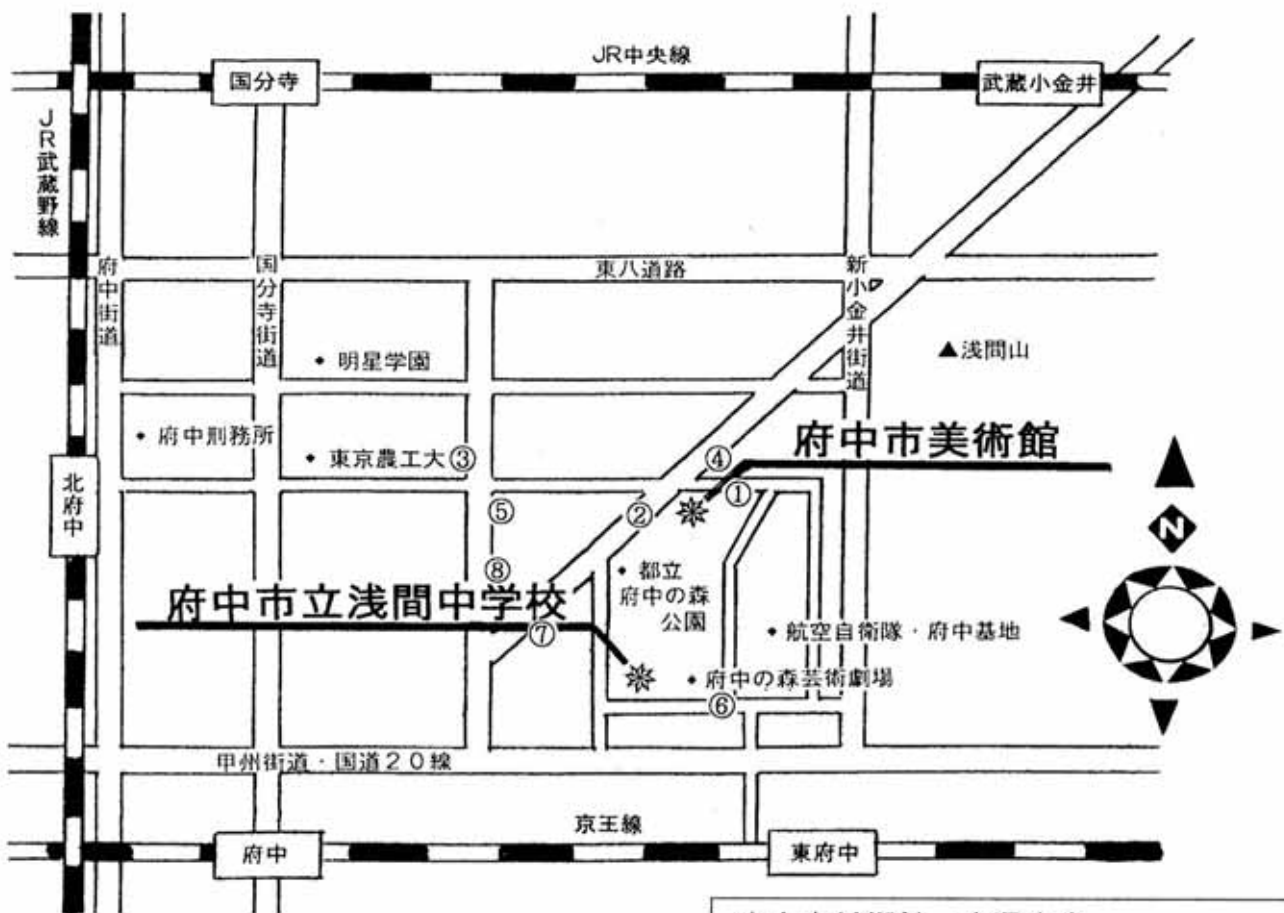 JR中央線
国分寺
武蔵小金井
JR武蔵野線
府中街道
国分寺街道
東八道路
新小金井街道
▲浅間山
明星学園
府中刑務所
東京農工大③
④
府中市美術館
①
北府中
⑤
②
N
⑧
都立
府中の森
公園
府中市立浅間中学校
⑦
航空自衛隊・府中基地
府中の森芸術劇場
⑥
甲州街道・国道20線
京王線
府中
東府中